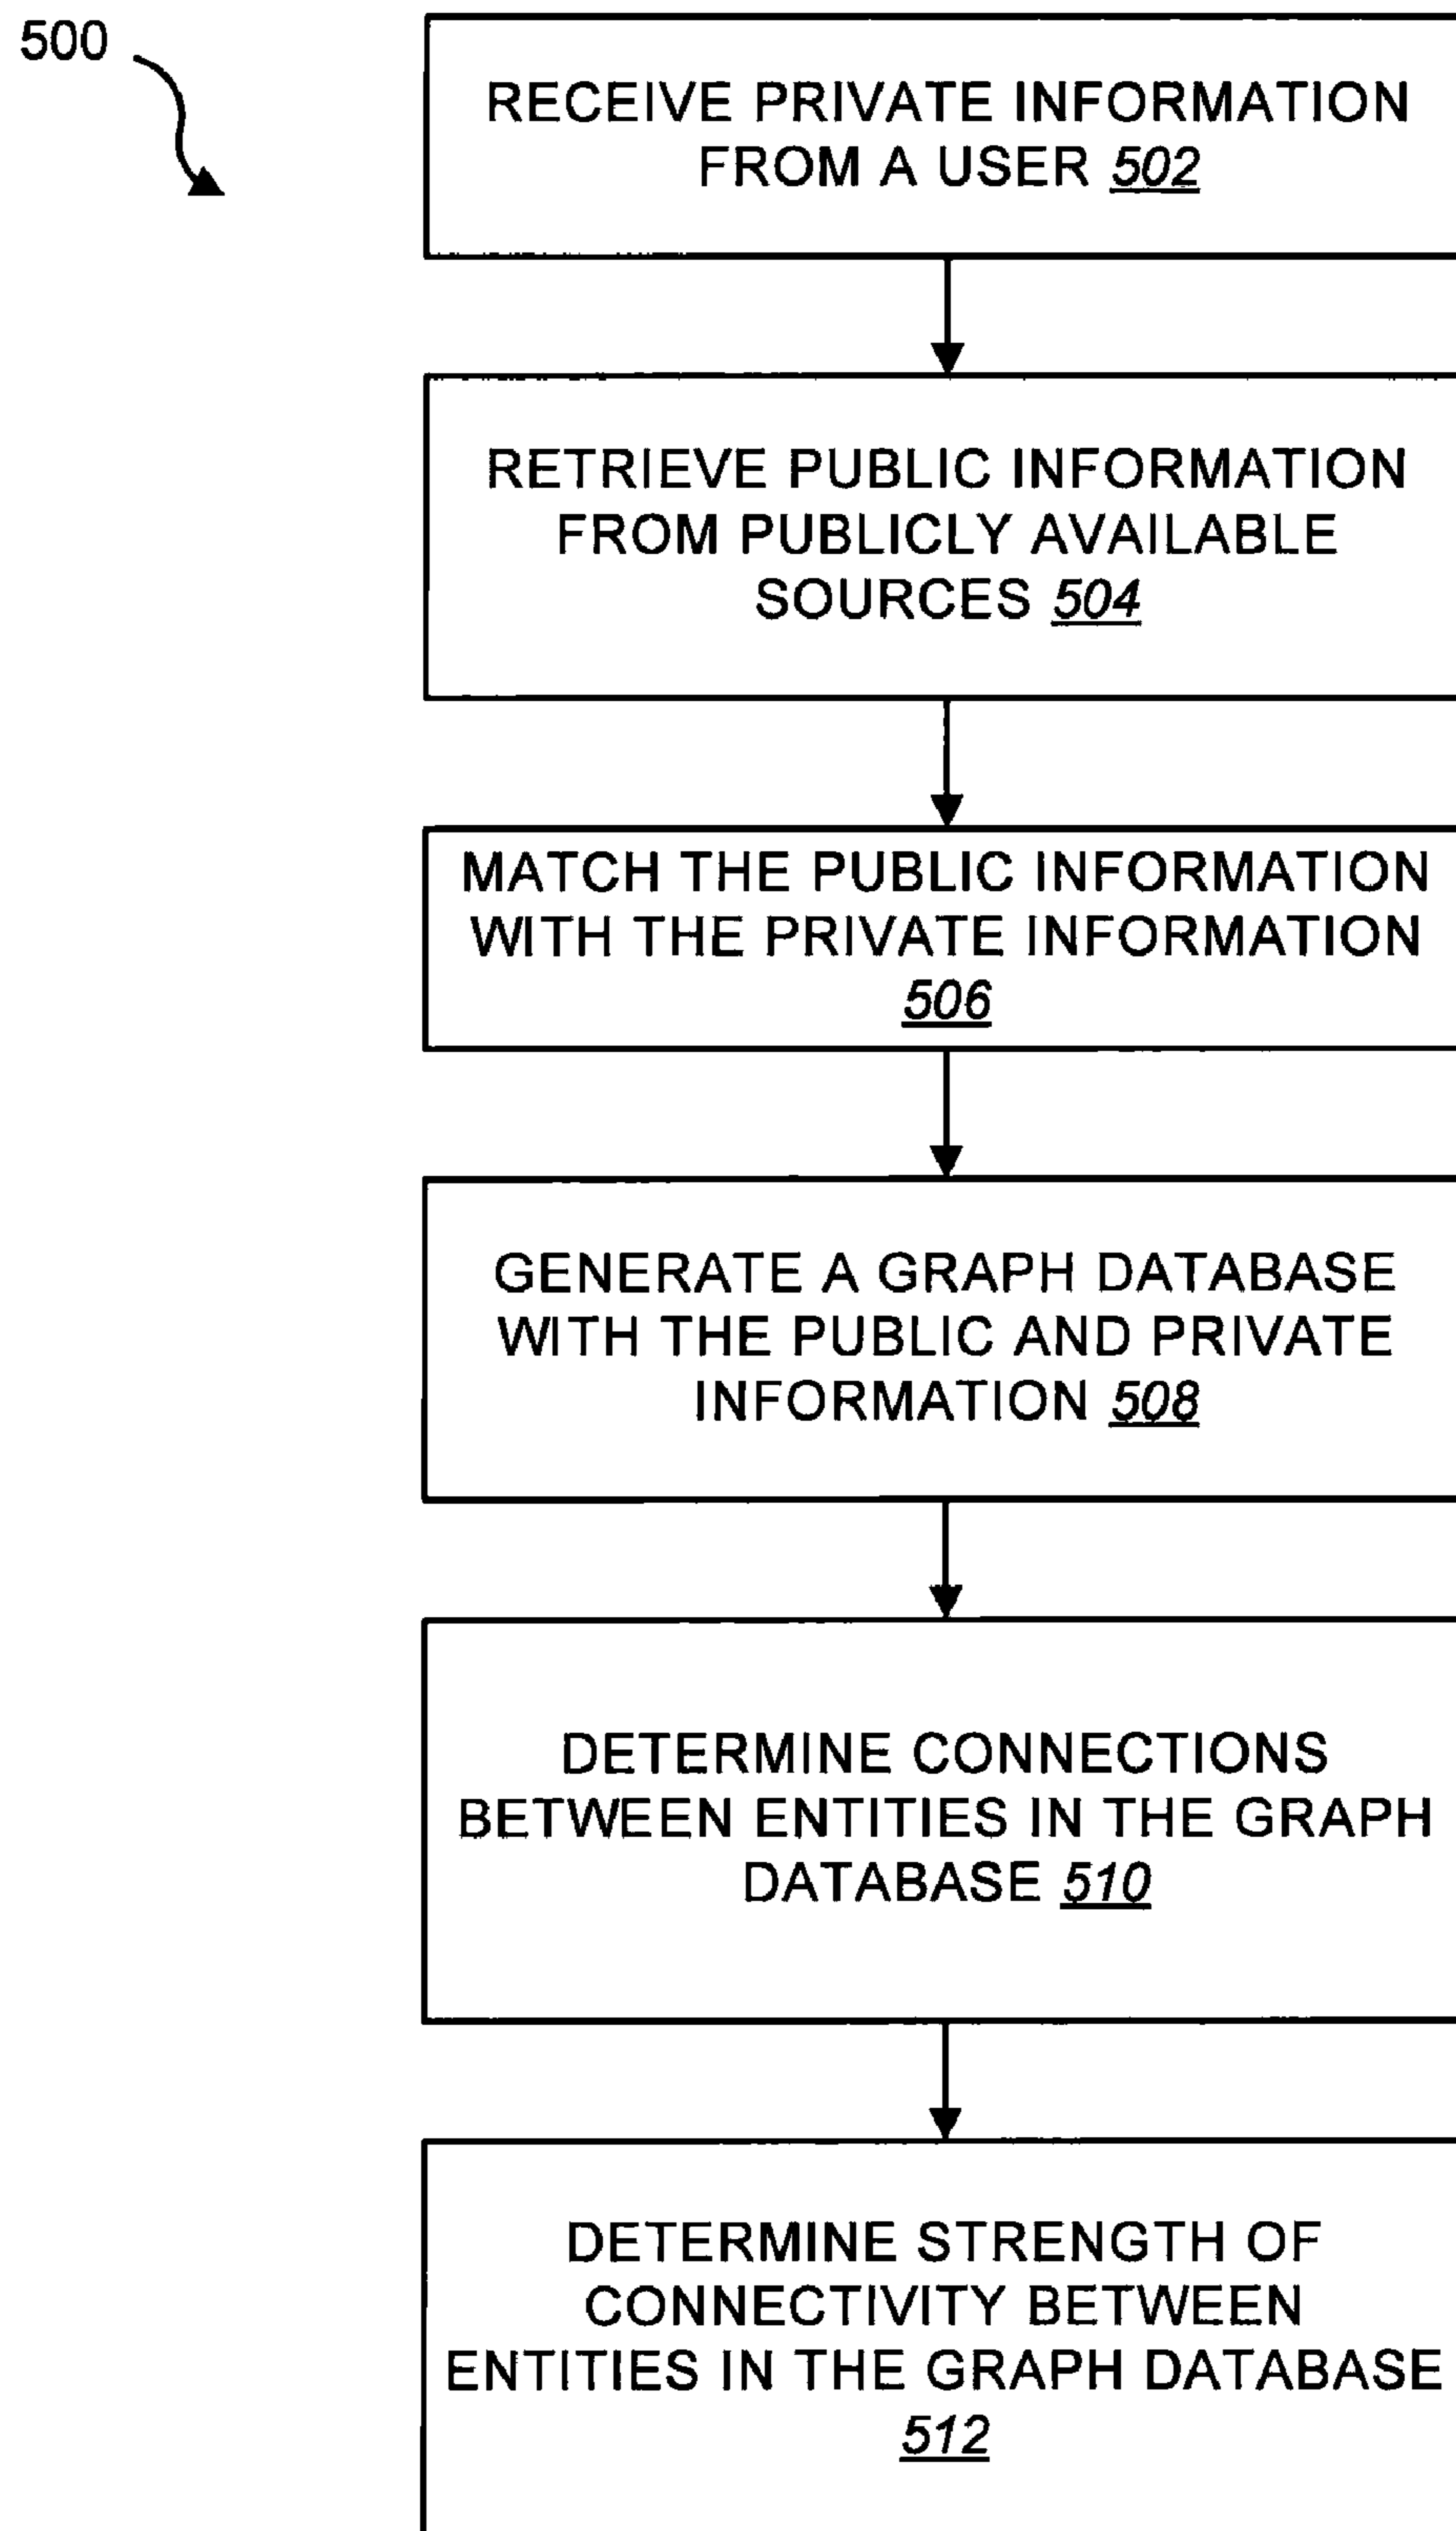 500
RECEIVE PRIVATE INFORMATION
FROM A USER 502
RETRIEVE PUBLIC INFORMATION
FROM PUBLICLY AVAILABLE
SOURCES 504
MATCH THE PUBLIC INFORMATION
WITH THE PRIVATE INFORMATION
506
GENERATE A GRAPH DATABASE
WITH THE PUBLIC AND PRIVATE
INFORMATION 508
DETERMINE CONNECTIONS
BETWEEN ENTITIES IN THE GRAPH
DATABASE 510
DETERMINE STRENGTH OF
CONNECTIVITY BETWEEN
ENTITIES IN THE GRAPH DATABASE
512